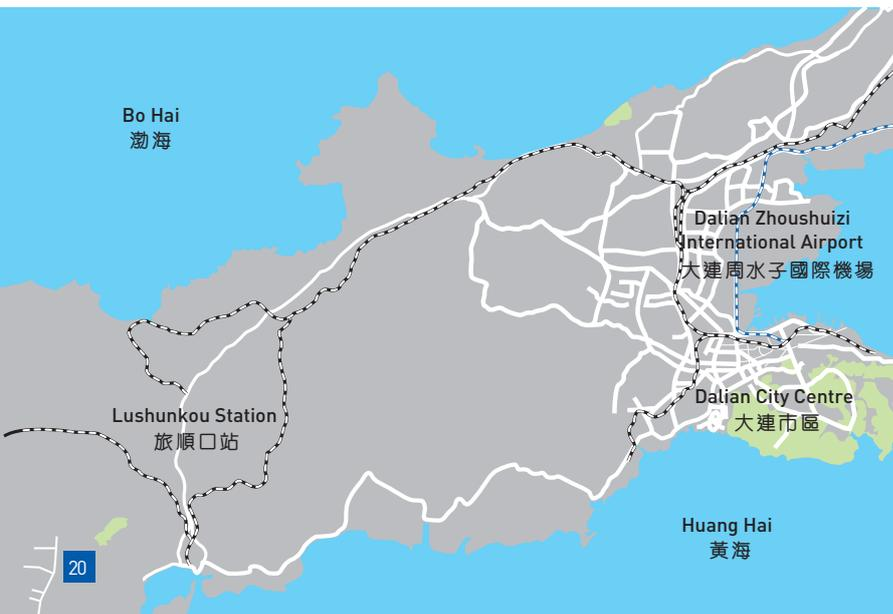 Bo Hai
渤海
Dalian Zhoushuizi
International Airport
大連周水子國際機場
Lushunkou Station
旅順口站
Dalian City Centre
大連市區
Huang Hai
黃海
20